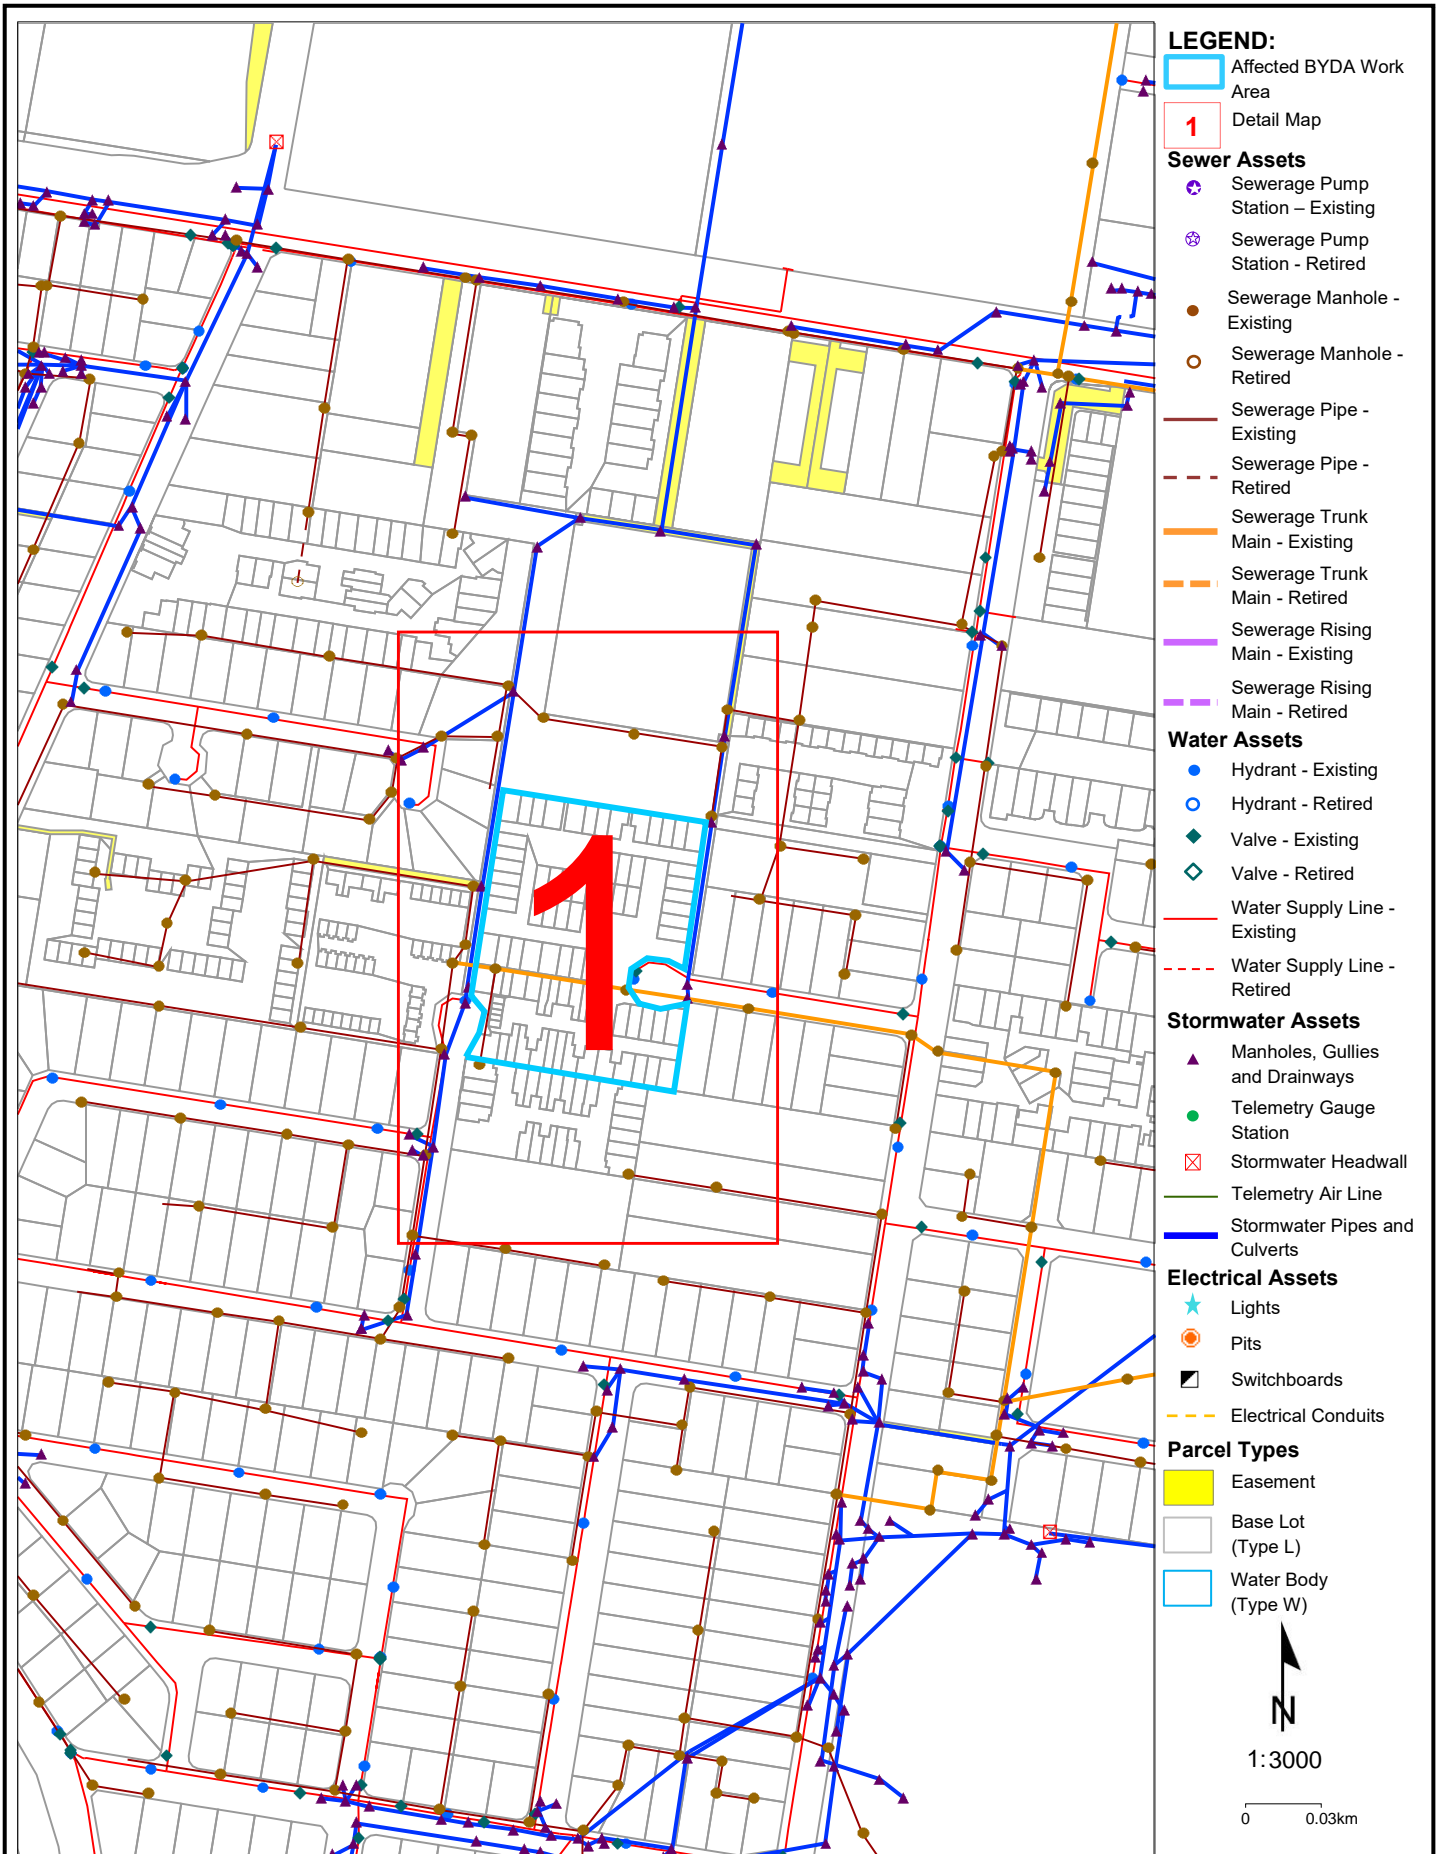 LEGEND:
Affected BYDA Work
Area
1
Detail Map
Sewer Assets
Sewerage Pump
Station – Existing
Sewerage Pump
Station - Retired
Sewerage Manhole -
Existing
Sewerage Manhole -
Retired
Sewerage Pipe -
Existing
Sewerage Pipe -
Retired
Sewerage Trunk
Main - Existing
Sewerage Trunk
Main - Retired
Sewerage Rising
Main - Existing
Sewerage Rising
Main - Retired
Water Assets
Hydrant - Existing
Hydrant - Retired
Valve - Existing
Valve - Retired
Water Supply Line -
Existing
Water Supply Line -
Retired
Stormwater Assets
Manholes, Gullies
and Drainways
Telemetry Gauge
Station
Stormwater Headwall
Telemetry Air Line
Stormwater Pipes and
Culverts
Electrical Assets
Lights
Pits
Switchboards
Electrical Conduits
Parcel Types
Easement
Base Lot
(Type L)
Water Body
(Type W)
N
1:3000
0 0.03km
1